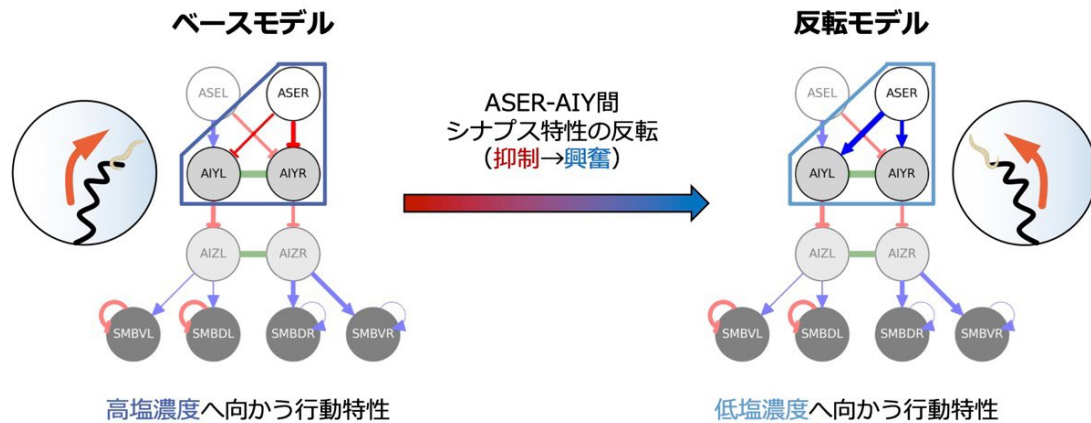 ベースモデル
反転モデル
ASEL
ASER
AIYL
AIYR
AIZL
AIZR
SMBVL
SMBDL
SMBDR
SMBVR
高塩濃度へ向かう行動特性
ASER-AIY間
シナプス特性の反転
(抑制→興奮)
ASEL
ASER
AIYL
AIYR
AIZL
AIZR
SMBVL
SMBDL
SMBDR
SMBVR
低塩濃度へ向かう行動特性